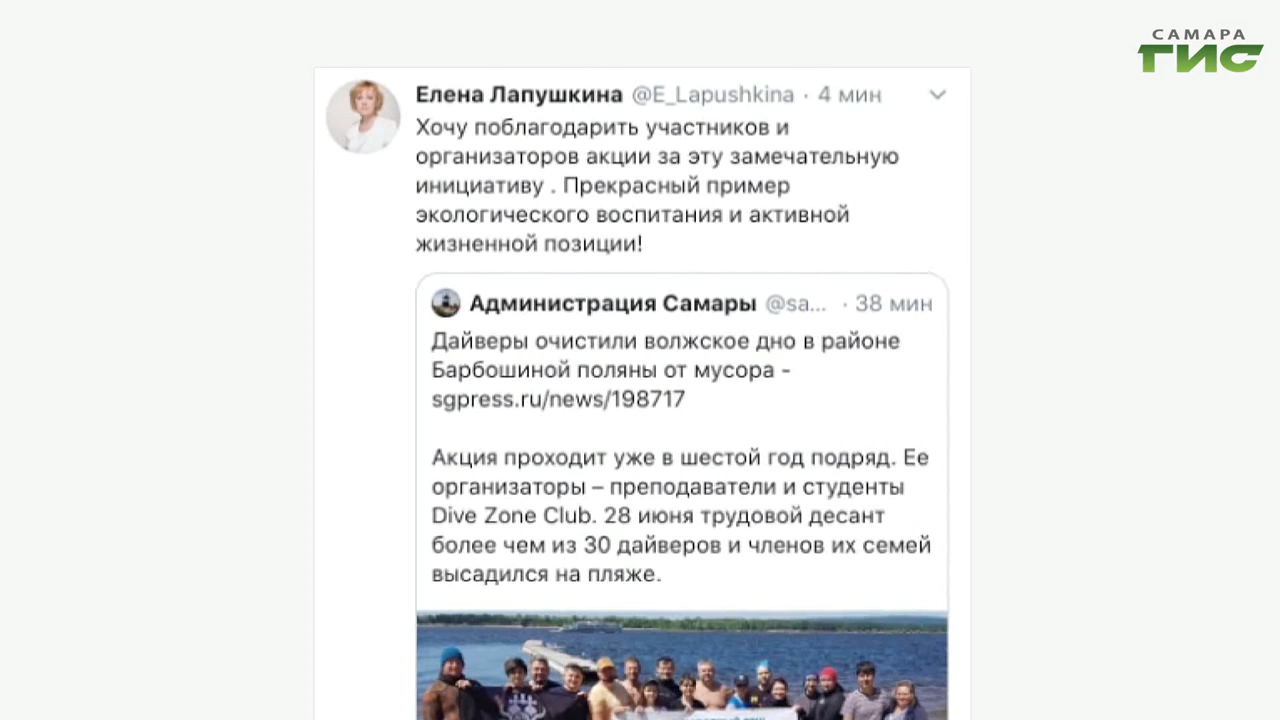 САМАРА
ГИС
Елена Лапушкина @E_Lapushkina · 4 мин
Хочу поблагодарить участников и
организаторов акции за эту замечательную
инициативу . Прекрасный пример
экологического воспитания и активной
жизненной позиции!
Администрация Самары @sa... · 38 мин
Дайверы очистили волжское дно в районе
Барбошиной поляны от мусора -
sgpress.ru/news/198717
Акция проходит уже в шестой год подряд. Ее
организаторы – преподаватели и студенты
Dive Zone Club. 28 июня трудовой десант
более чем из 30 дайверов и членов их семей
высадился на пляже.